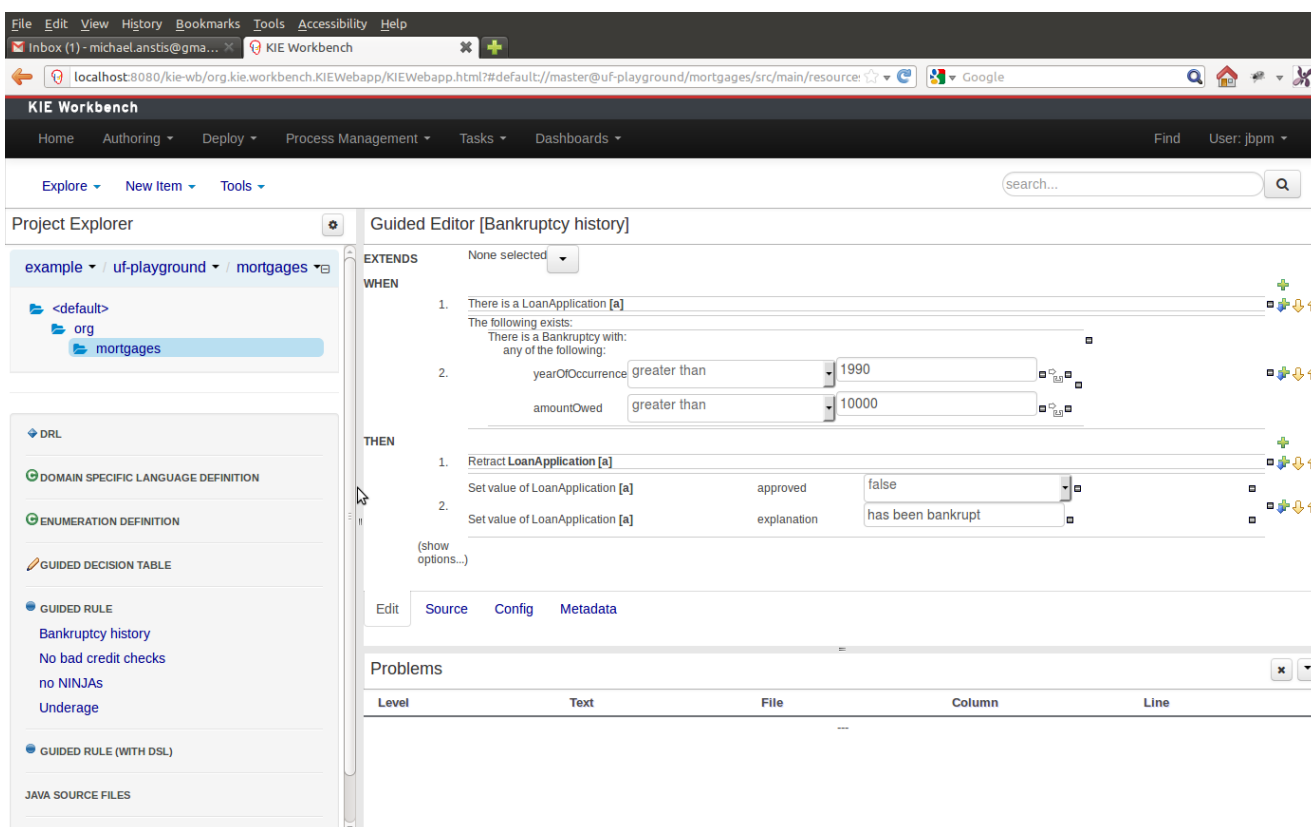 File Edit View History Bookmarks Tools Accessibility Help
Inbox (1) - michael.anstis@gma...
KIE Workbench
localhost:8080/kie-wb/org.kie.workbench.KIEWebapp/KIEWebapp.html?#default://master@uf-playground/mortgages/src/main/resource
Google
KIE Workbench
Home Authoring Deploy Process Management Tasks Dashboards Find User: jbpm
Explore New Item Tools search...
Project Explorer
example / uf-playground / mortgages
<default>
org
mortgages
DRL
DOMAIN SPECIFIC LANGUAGE DEFINITION
ENUMERATION DEFINITION
GUIDED DECISION TABLE
GUIDED RULE
Bankruptcy history
No bad credit checks
no NINJAs
Underage
GUIDED RULE (WITH DSL)
JAVA SOURCE FILES
Guided Editor [Bankruptcy history]
EXTENDS None selected
WHEN
1. There is a LoanApplication [a]
The following exists:
There is a Bankruptcy with:
any of the following:
2. yearOfOccurrence greater than 1990
amountOwed greater than 10000
THEN
1. Retract LoanApplication [a]
Set value of LoanApplication [a] approved false
2.
Set value of LoanApplication [a] explanation has been bankrupt
(show
options...)
Edit Source Config Metadata
Problems
Level Text File Column Line
---